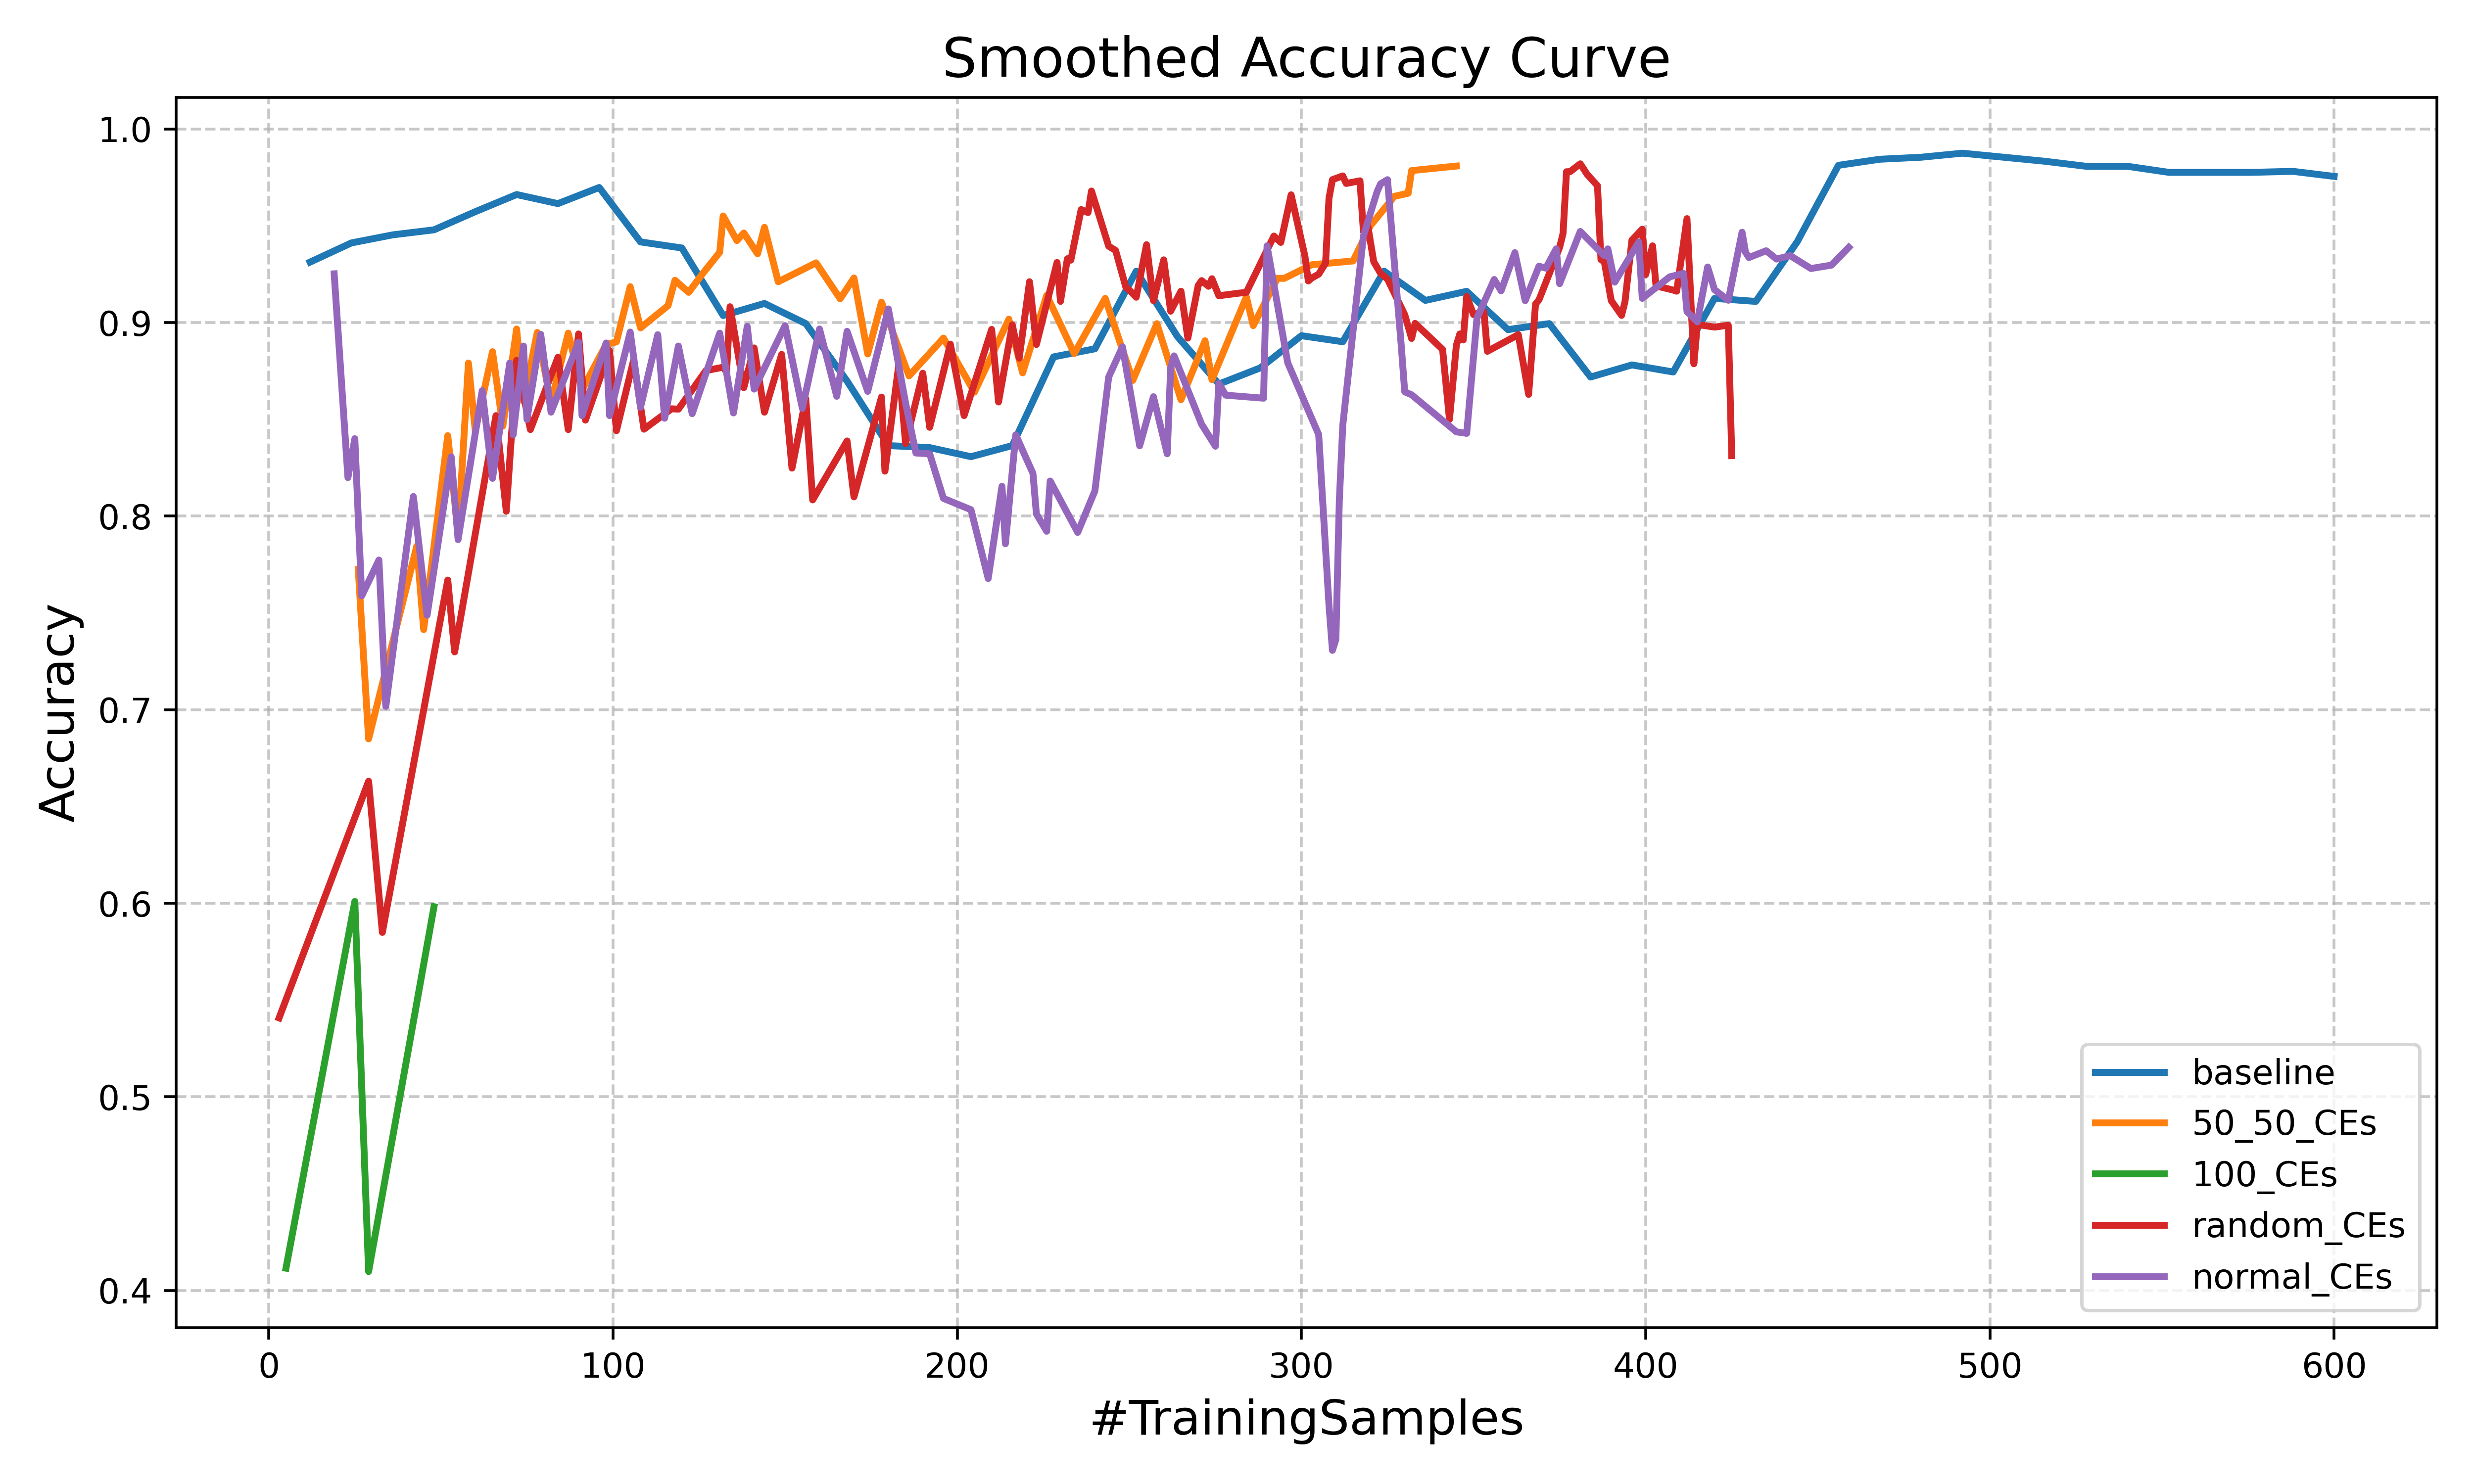 Smoothed Accuracy Curve
1.0
0.9
0.8
0.7
0.6
0.5
0.4
Accuracy
0 100 200 300 400 500 600
#TrainingSamples
baseline
50_50_CEs
100_CEs
random_CEs
normal_CEs